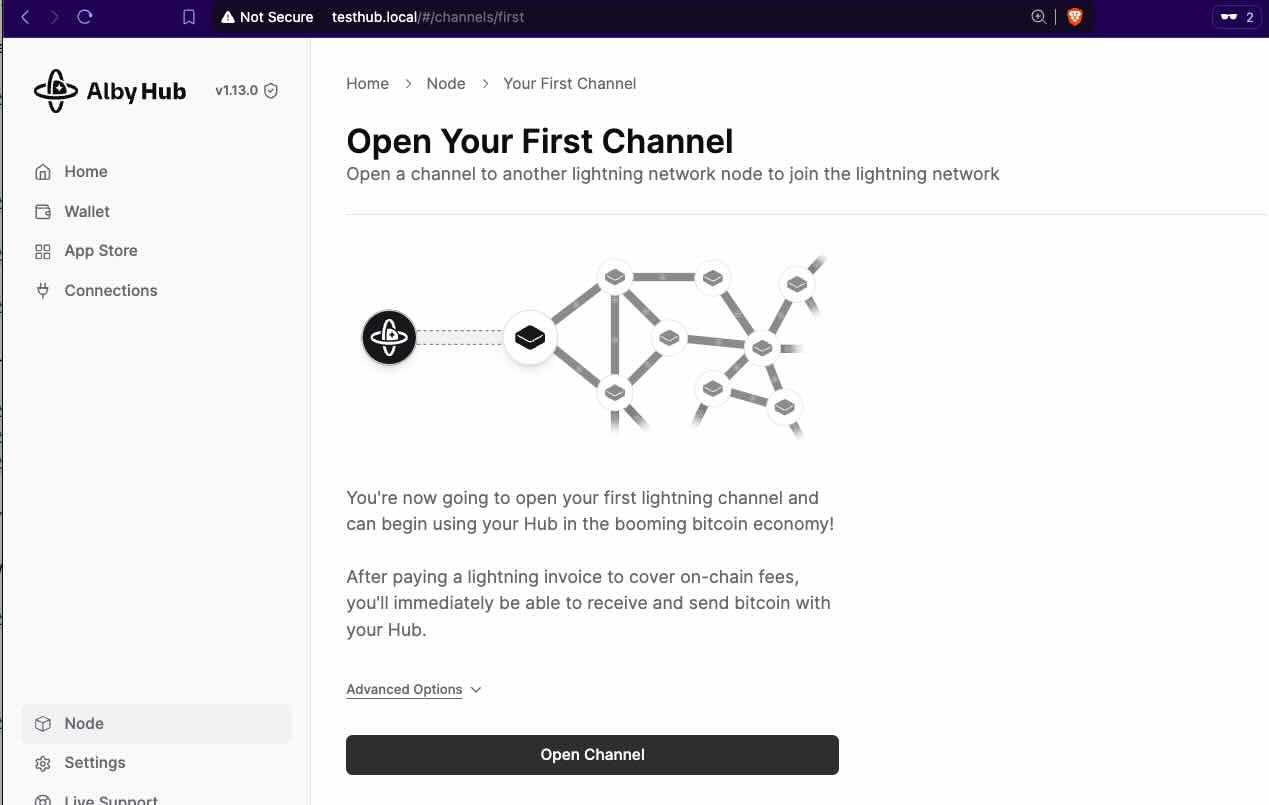 Not Secure testhub.local/#/channels/first 2
Alby Hub v1.13.0
Home
Wallet
App Store
Connections
Node
Settings
Live Support
Home > Node > Your First Channel
Open Your First Channel
Open a channel to another lightning network node to join the lightning network
You're now going to open your first lightning channel and
can begin using your Hub in the booming bitcoin economy!
After paying a lightning invoice to cover on-chain fees,
you'll immediately be able to receive and send bitcoin with
your Hub.
Advanced Options
Open Channel